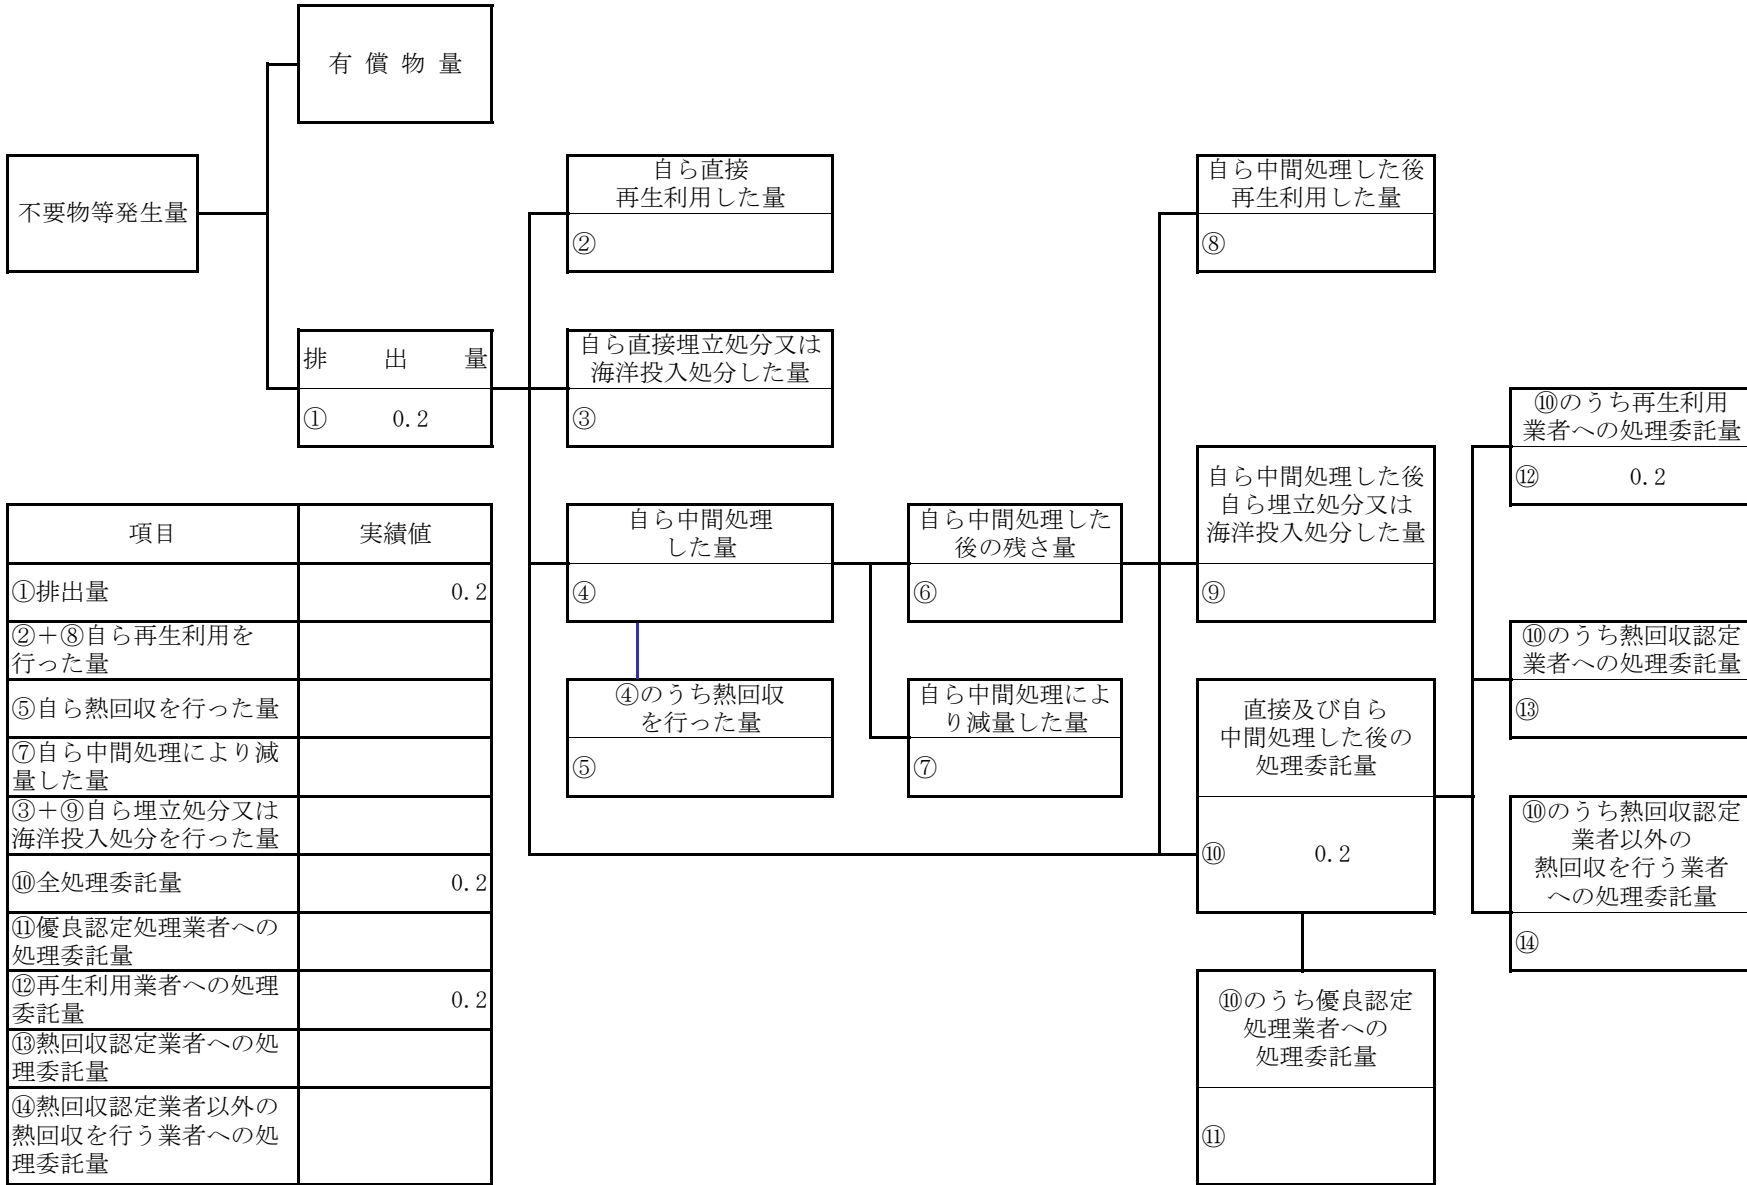 有 償 物 量
不要物等発生量
自ら直接
再生利用した量
②
自ら中間処理した後
再生利用した量
⑧
排 出 量
① 0.2
自ら直接埋立処分又は
海洋投入処分した量
③
⑩のうち再生利用
業者への処理委託量
⑫ 0.2
自ら中間処理した後
自ら埋立処分又は
海洋投入処分した量
⑨
自ら中間処理
した量
④
自ら中間処理した
後の残さ量
⑥
⑩のうち熱回収認定
業者への処理委託量
⑬
④のうち熱回収
を行った量
⑤
自ら中間処理によ
り減量した量
⑦
直接及び自ら
中間処理した後の
処理委託量
⑩ 0.2
⑩のうち熱回収認定
業者以外の
熱回収を行う業者
への処理委託量
⑭
⑩のうち優良認定
処理業者への
処理委託量
⑪
項目 実績値
①排出量 0.2
②＋⑧自ら再生利用を
行った量
⑤自ら熱回収を行った量
⑦自ら中間処理により減
量した量
③＋⑨自ら埋立処分又は
海洋投入処分を行った量
⑩全処理委託量 0.2
⑪優良認定処理業者への
処理委託量
⑫再生利用業者への処理
委託量 0.2
⑬熱回収認定業者への処
理委託量
⑭熱回収認定業者以外の
熱回収を行う業者への処
理委託量